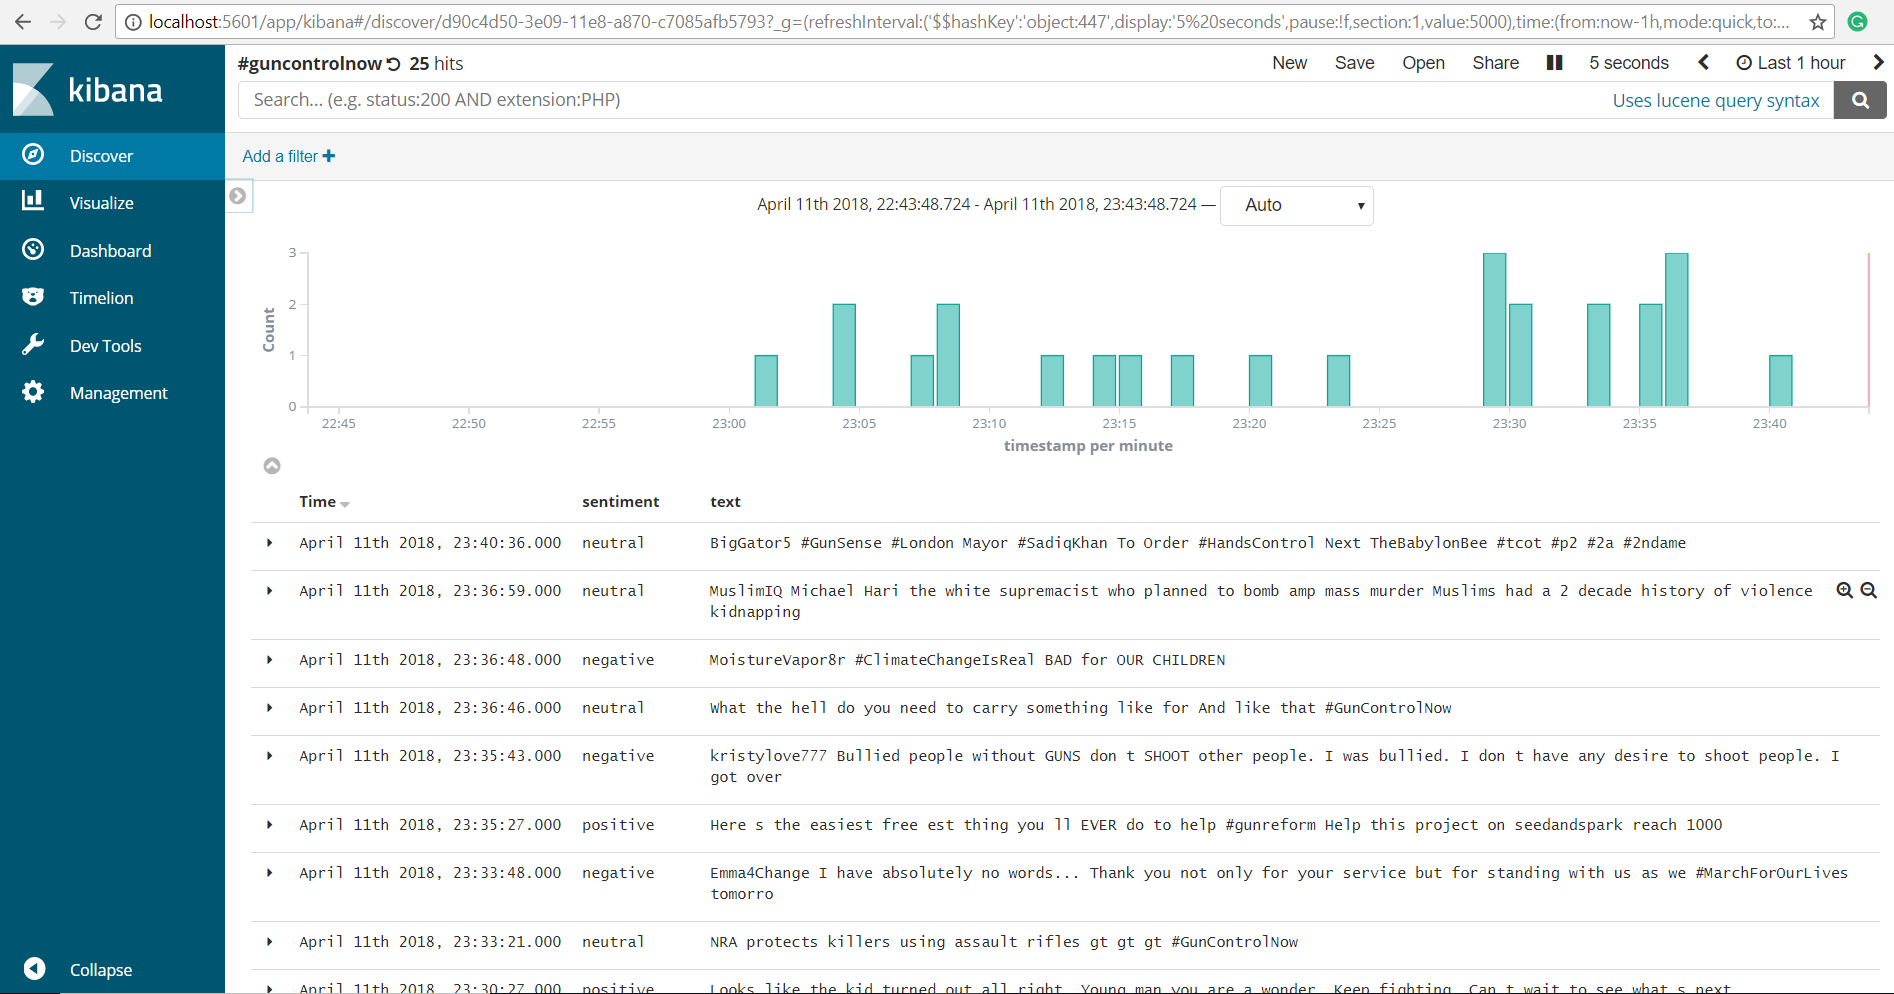 localhost:5601/app/kibana#/discover/d90c4d50-3e09-11e8-a870-c7085afb5793?_g=(refreshInterval:('$$hashKey':'object:447',display:'5%20seconds',pause:!f,section:1,value:5000),time:(from:now-1h,mode:quick,to:...
kibana
Discover
Visualize
Dashboard
Timelion
Dev Tools
Management
Collapse
#guncontrolnow 25 hits
New Save Open Share 5 seconds Last 1 hour
Search... (e.g. status:200 AND extension:PHP)
Uses lucene query syntax
Add a filter
April 11th 2018, 22:43:48.724 - April 11th 2018, 23:43:48.724 — Auto
Count
3
2
1
0
22:45 22:50 22:55 23:00 23:05 23:10 23:15 23:20 23:25 23:30 23:35 23:40
timestamp per minute
Time sentiment text
April 11th 2018, 23:40:36.000 neutral BigGator5 #GunSense #London Mayor #SadiqKhan To Order #HandsControl Next TheBabylonBee #tcot #p2 #2a #2ndame
April 11th 2018, 23:36:59.000 neutral MuslimIQ Michael Hari the white supremacist who planned to bomb amp mass murder Muslims had a 2 decade history of violence
kidnapping
April 11th 2018, 23:36:48.000 negative MoistureVapor8r #ClimateChangeIsReal BAD for OUR CHILDREN
April 11th 2018, 23:36:46.000 neutral What the hell do you need to carry something like for And like that #GunControlNow
April 11th 2018, 23:35:43.000 negative kristylove777 Bullied people without GUNS don t SHOOT other people. I was bullied. I don t have any desire to shoot people. I
got over
April 11th 2018, 23:35:27.000 positive Here s the easiest free est thing you ll EVER do to help #gunreform Help this project on seedandspark reach 1000
April 11th 2018, 23:33:48.000 negative Emma4Change I have absolutely no words... Thank you not only for your service but for standing with us as we #MarchForOurLives
tomorro
April 11th 2018, 23:33:21.000 neutral NRA protects killers using assault rifles gt gt gt #GunControlNow
April 11th 2018, 23:30:27.000 positive Looks like the kid turned out all right. Young man you are a wonder. Keep fighting. Can t wait to see what s next